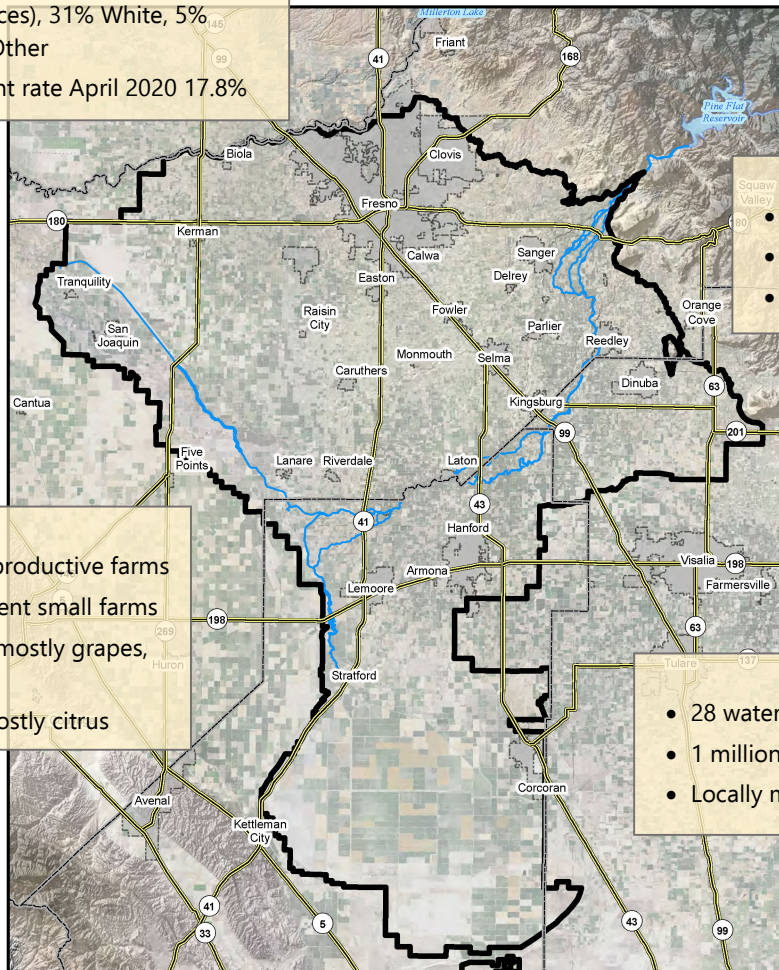 ces), 31% White, 5%
Other
nt rate April 2020 17.8%
Millerton Lake
Friant
145
99
41
168
Pine Flat
Reservoir
Biola
Clovis
Squaw
Valley
180
Fresno
180
Kerman
Calwa
Sanger
Tranquility
Easton
Delrey
Orange
Cove
Raisin
City
Fowler
San
Joaquin
Parlier
Reedley
Monmouth
Selma
Caruthers
Dinuba
63
Cantua
Kingsburg
99
201
Five
Points
Lanare
Riverdale
Laton
43
41
Hanford
productive farms
ent small farms
mostly grapes,
ostly citrus
Armona
Visalia
198
Lemoore
Farmersville
198
269
63
Huron
Tulare
137
Stratford
• 28 water
• 1 million
• Locally m
Corcoran
Avenal
Kettleman
City
41
33
5
43
99